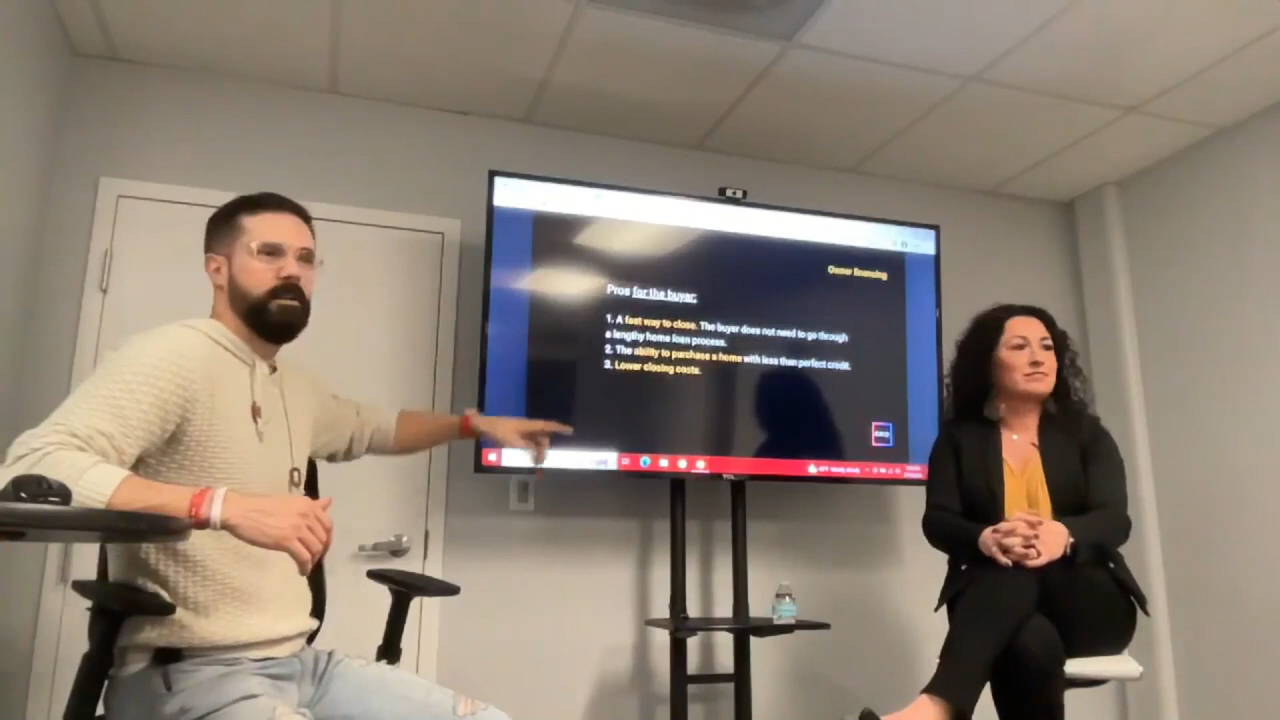 Owner financing
Pros for the buyer:
1. A fast way to close. The buyer does not need to go through
a lengthy home loan process.
2. The ability to purchase a home with less than perfect credit.
3. Lower closing costs.
TCL